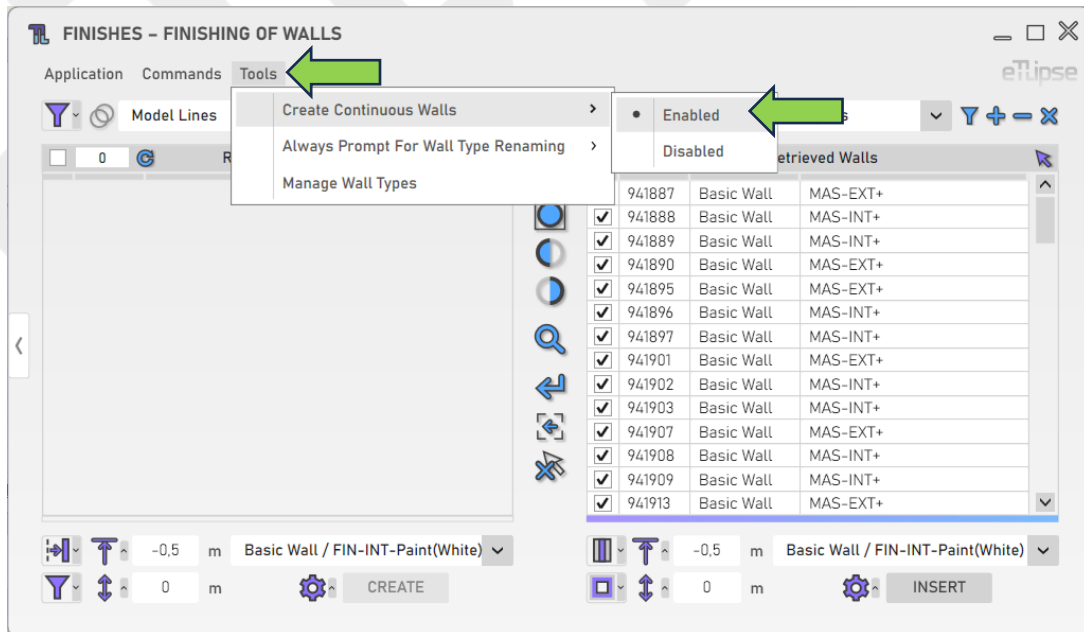 FINISHES – FINISHING OF WALLS
Application Commands Tools
eTLipse
Model Lines
Create Continuous Walls
Always Prompt For Wall Type Renaming
Manage Wall Types
Enabled
Disabled
0
etrieved Walls
941887 Basic Wall MAS-EXT+
941888 Basic Wall MAS-INT+
941889 Basic Wall MAS-INT+
941890 Basic Wall MAS-EXT+
941895 Basic Wall MAS-EXT+
941896 Basic Wall MAS-INT+
941897 Basic Wall MAS-INT+
941901 Basic Wall MAS-EXT+
941902 Basic Wall MAS-INT+
941903 Basic Wall MAS-INT+
941907 Basic Wall MAS-EXT+
941908 Basic Wall MAS-INT+
941909 Basic Wall MAS-INT+
941913 Basic Wall MAS-EXT+
-0,5 m Basic Wall / FIN-INT-Paint(White) -0,5 m Basic Wall / FIN-INT-Paint(White)
0 m CREATE 0 m INSERT